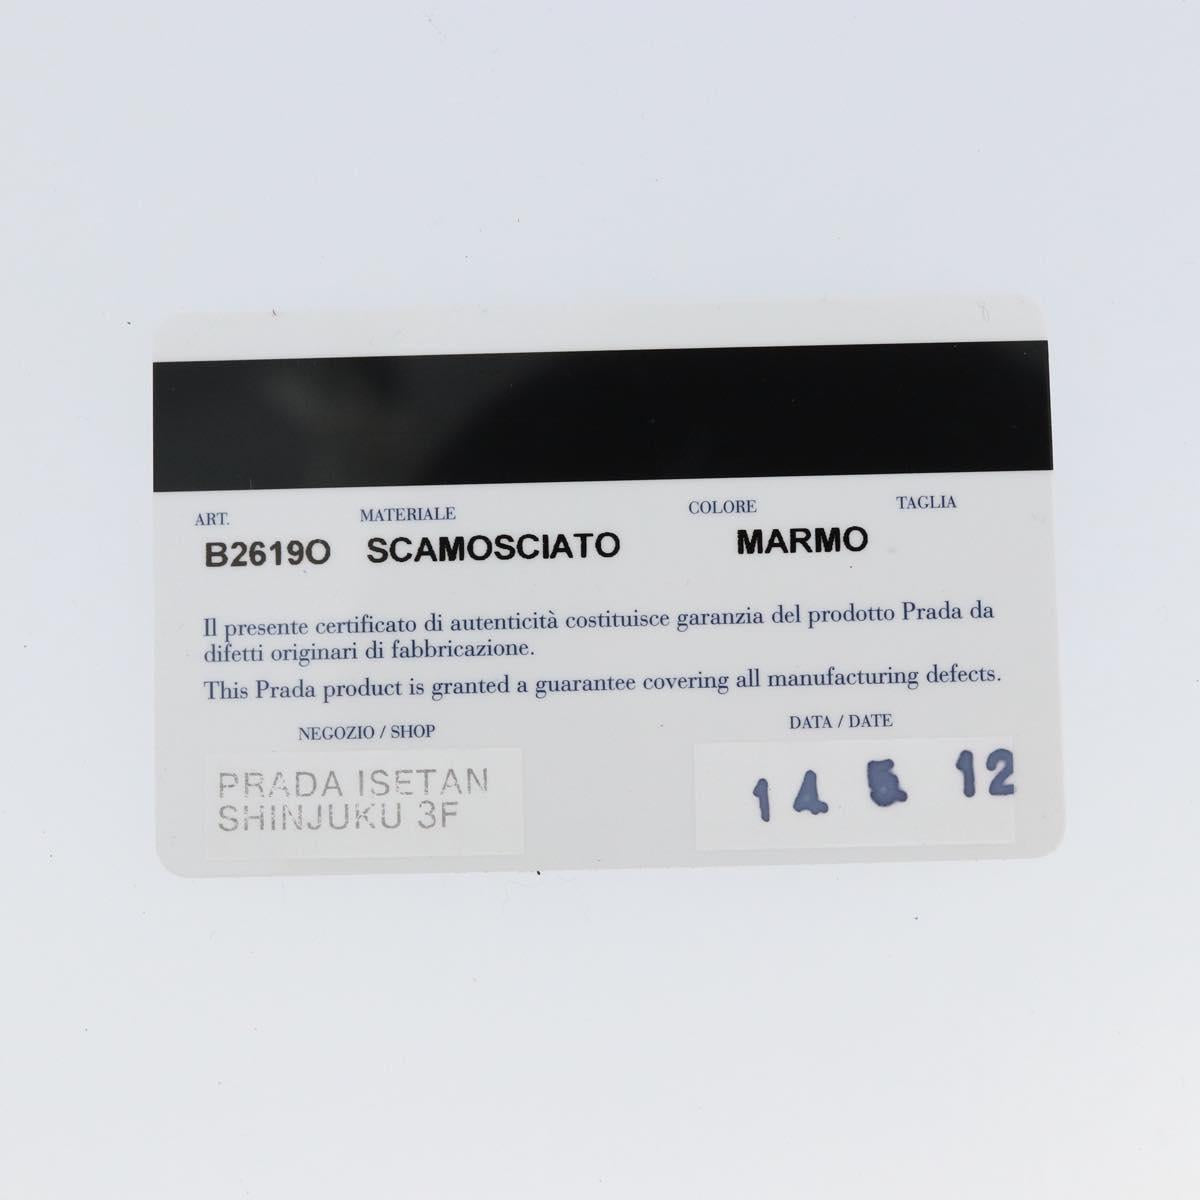 ART. MATERIALE COLORE TAGLIA
B2619O SCAMOSCIATO MARMO
Il presente certificato di autenticità costituisce garanzia del prodotto Prada da
difetti originari di fabbricazione.
This Prada product is granted a guarantee covering all manufacturing defects.
NEGOZIO / SHOP DATA / DATE
PRADA ISETAN
SHINJUKU 3F
14 5 12